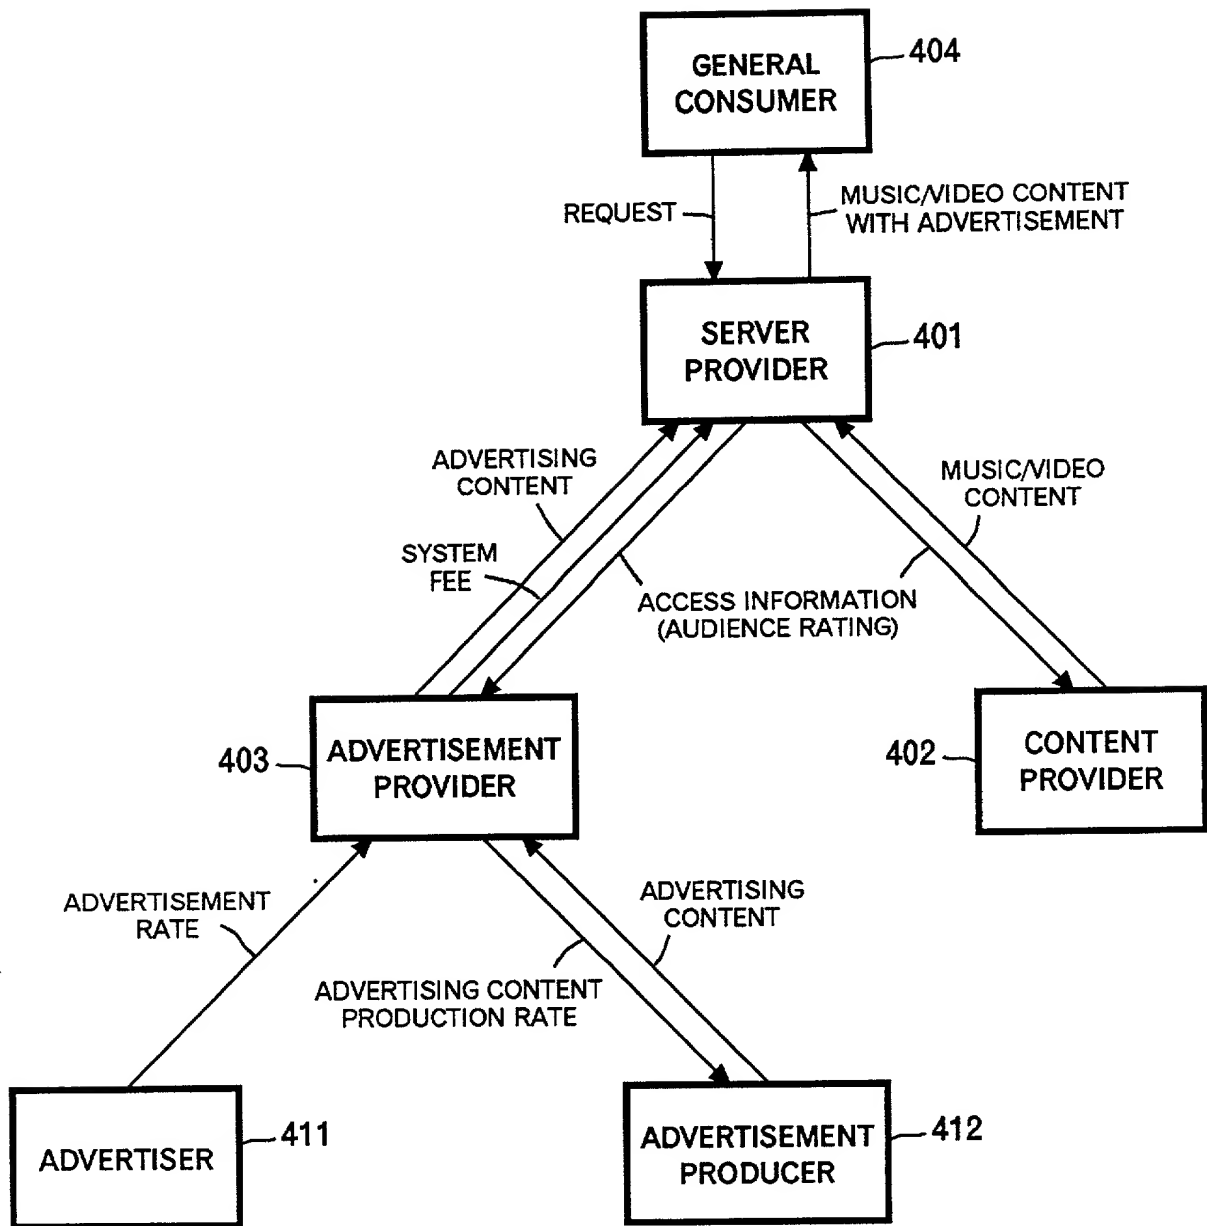 GENERAL
CONSUMER
404
REQUEST
MUSIC/VIDEO CONTENT
WITH ADVERTISEMENT
SERVER
PROVIDER
401
ADVERTISING
CONTENT
MUSIC/VIDEO
CONTENT
SYSTEM
FEE
ACCESS INFORMATION
(AUDIENCE RATING)
403
ADVERTISEMENT
PROVIDER
402
CONTENT
PROVIDER
ADVERTISEMENT
RATE
ADVERTISING
CONTENT
ADVERTISING CONTENT
PRODUCTION RATE
ADVERTISER
411
ADVERTISEMENT
PRODUCER
412